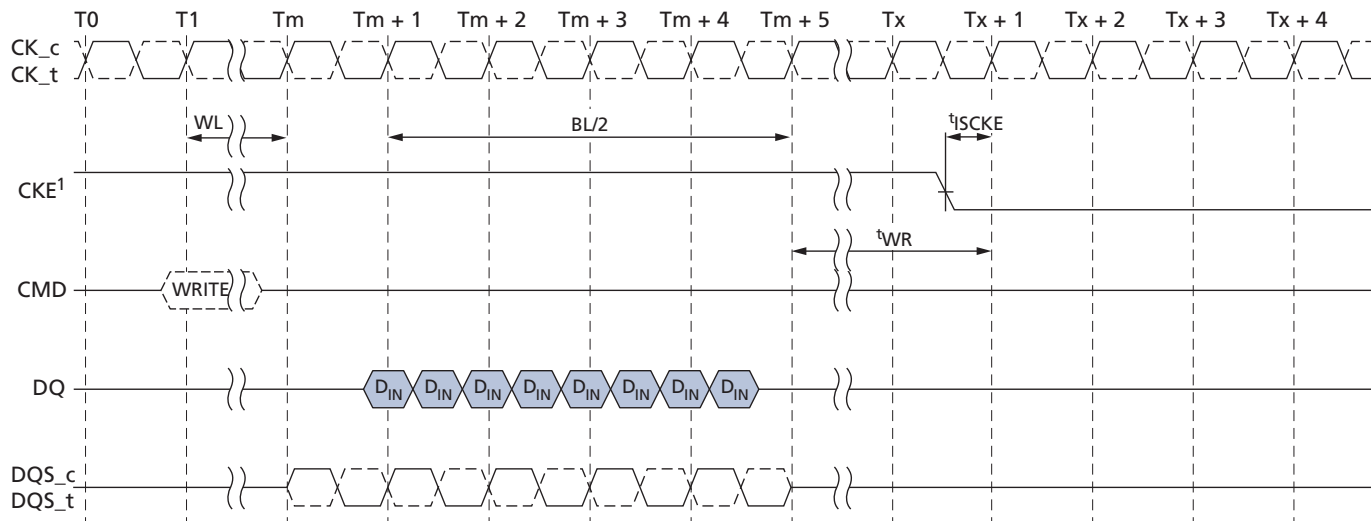 T0 T1 Tm Tm + 1 Tm + 2 Tm + 3 Tm + 4 Tm + 5 Tx Tx + 1 Tx + 2 Tx + 3 Tx + 4
CK_c
CK_t
WL BL/2 tISCKE
CKE1
tWR
CMD WRITE
DQ DIN DIN DIN DIN DIN DIN DIN DIN
DQS_c
DQS_t